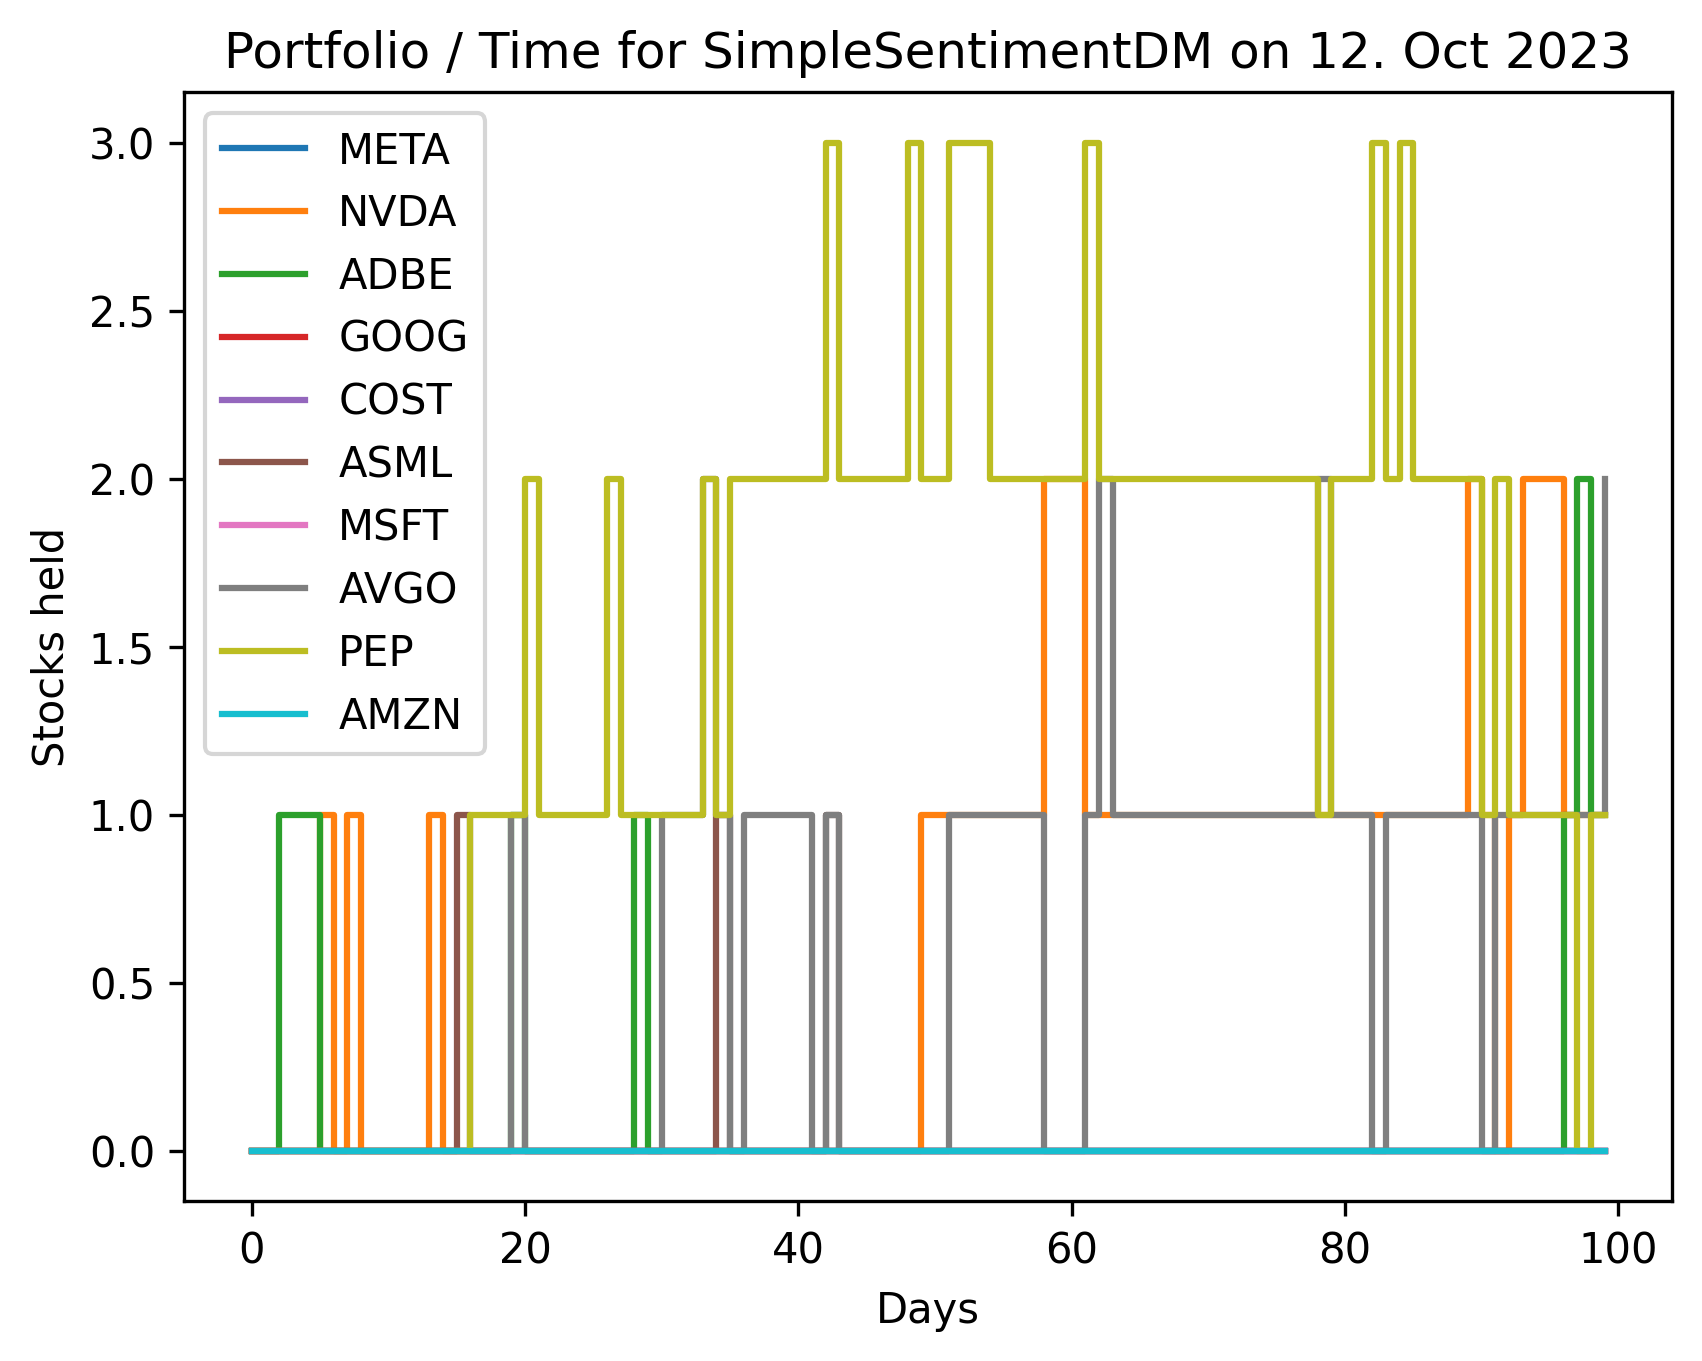 Portfolio / Time for SimpleSentimentDM on 12. Oct 2023
META
NVDA
ADBE
GOOG
COST
ASML
MSFT
AVGO
PEP
AMZN
3.0
2.5
2.0
1.5
1.0
0.5
0.0
Stocks held
0 20 40 60 80 100
Days